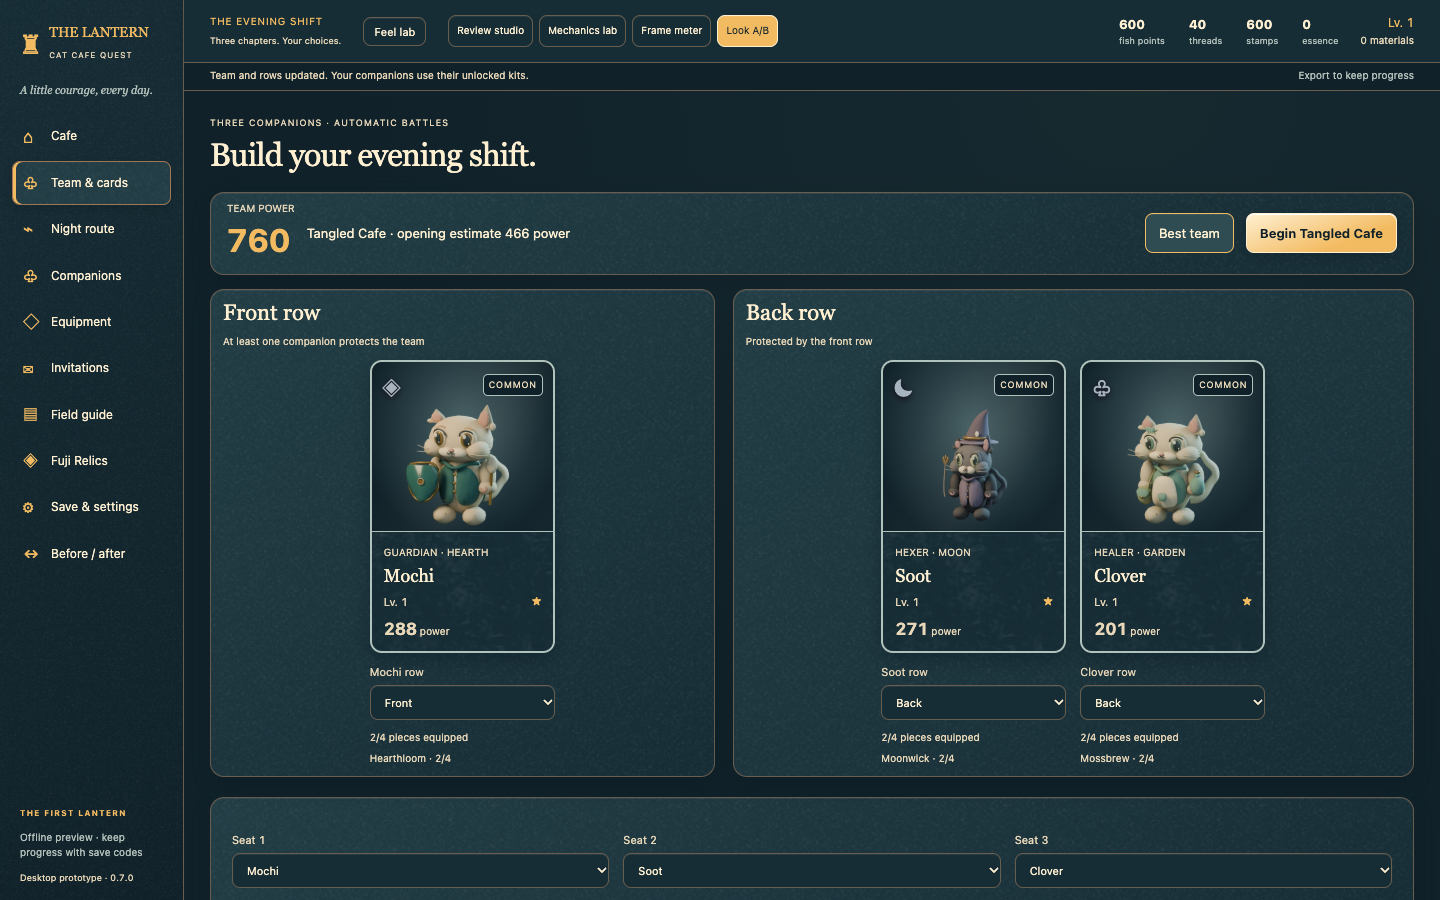 THE LANTERN
CAT CAFE QUEST
A little courage, every day.
Cafe
Team & cards
Night route
Companions
Equipment
Invitations
Field guide
Fuji Relics
Save & settings
Before / after
THE FIRST LANTERN
Offline preview · keep
progress with save codes
Desktop prototype · 0.7.0
THE EVENING SHIFT
Three chapters. Your choices.
Feel lab
Review studio
Mechanics lab
Frame meter
Look A/B
600
fish points
40
threads
600
stamps
0
essence
Lv. 1
0 materials
Team and rows updated. Your companions use their unlocked kits.
Export to keep progress
THREE COMPANIONS · AUTOMATIC BATTLES
Build your evening shift.
TEAM POWER
760
Tangled Cafe · opening estimate 466 power
Best team
Begin Tangled Cafe
Front row
At least one companion protects the team
COMMON
GUARDIAN · HEARTH
Mochi
Lv. 1
288 power
Mochi row
Front
2/4 pieces equipped
Hearthloom · 2/4
Back row
Protected by the front row
COMMON
HEXER · MOON
Soot
Lv. 1
271 power
Soot row
Back
2/4 pieces equipped
Moonwick · 2/4
COMMON
HEALER · GARDEN
Clover
Lv. 1
201 power
Clover row
Back
2/4 pieces equipped
Mossbrew · 2/4
Seat 1
Mochi
Seat 2
Soot
Seat 3
Clover